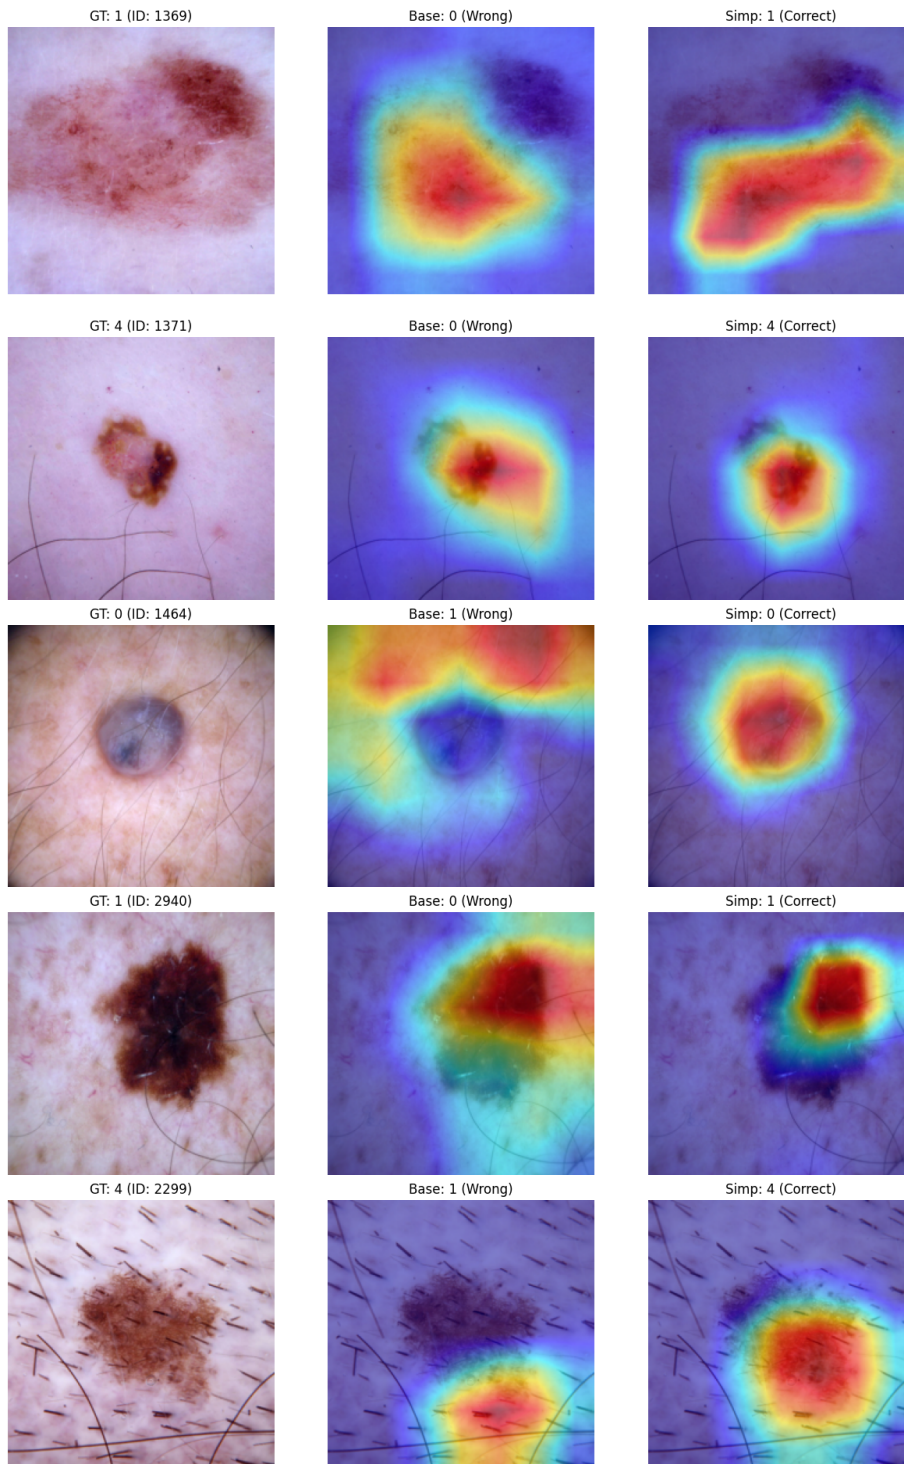 GT: 1 (ID: 1369)
Base: 0 (Wrong)
Simp: 1 (Correct)
GT: 4 (ID: 1371)
Base: 0 (Wrong)
Simp: 4 (Correct)
GT: 0 (ID: 1464)
Base: 1 (Wrong)
Simp: 0 (Correct)
GT: 1 (ID: 2940)
Base: 0 (Wrong)
Simp: 1 (Correct)
GT: 4 (ID: 2299)
Base: 1 (Wrong)
Simp: 4 (Correct)